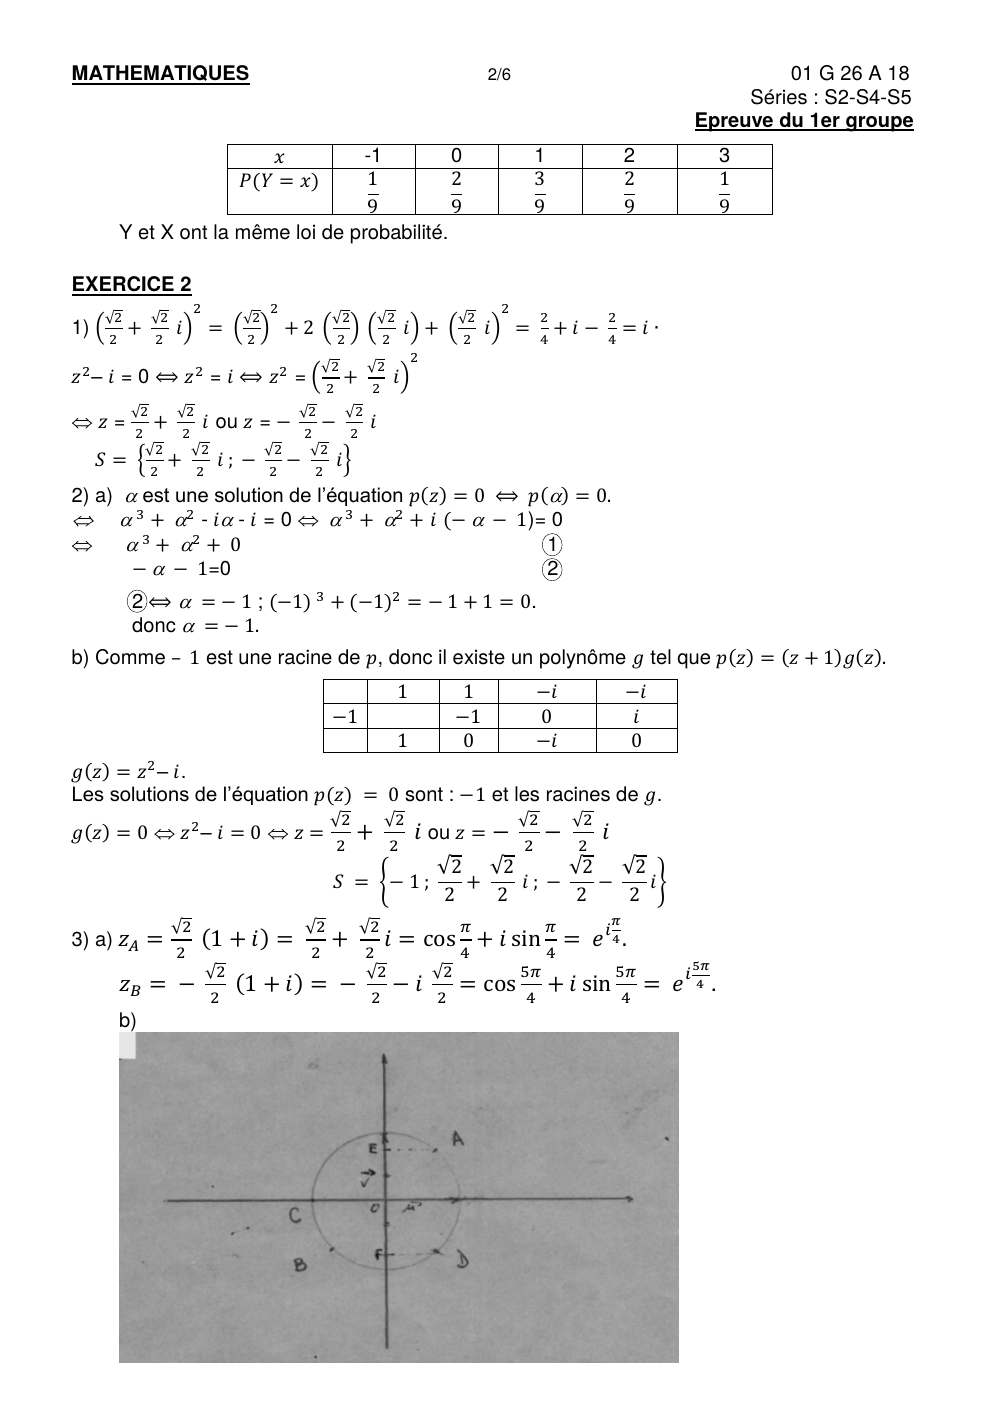 MATHEMATIQUES 2/6 01 G 26 A 18
Séries : S2-S4-S5
Epreuve du 1er groupe
x -1 0 1 2 3
P(Y = x) 1/9 2/9 3/9 2/9 1/9
Y et X ont la même loi de probabilité.
EXERCICE 2
1) (√2/2 + √2/2 i)² = (√2/2)² + 2 (√2/2) (√2/2 i) + (√2/2 i)² = 2/4 + i − 2/4 = i ·
z²− i = 0 ⟺ z² = i ⟺ z² = (√2/2 + √2/2 i)²
⇔ z = √2/2 + √2/2 i ou z = − √2/2 − √2/2 i
S = {√2/2 + √2/2 i ; − √2/2 − √2/2 i}
2) a) α est une solution de l’équation p(z) = 0 ⟺ p(α) = 0.
⇔ α³ + α² - iα - i = 0 ⇔ α³ + α² + i (− α − 1)= 0
⇔ α³ + α² + 0 ①
− α − 1=0 ②
②⟺ α = − 1 ; (−1)³ + (−1)² = − 1 + 1 = 0.
donc α = − 1.
b) Comme – 1 est une racine de p, donc il existe un polynôme g tel que p(z) = (z + 1)g(z).
1 1 −i −i
−1 −1 0 i
1 0 −i 0
g(z) = z²− i.
Les solutions de l’équation p(z) = 0 sont : −1 et les racines de g.
g(z) = 0 ⇔ z²− i = 0 ⇔ z = √2/2 + √2/2 i ou z = − √2/2 − √2/2 i
S = {− 1 ; √2/2 + √2/2 i ; − √2/2 − √2/2 i}
3) a) z_A = √2/2 (1 + i) = √2/2 + √2/2 i = cos π/4 + i sin π/4 = e^(i π/4).
z_B = − √2/2 (1 + i) = − √2/2 − i √2/2 = cos 5π/4 + i sin 5π/4 = e^(i 5π/4).
b)
E A
v
C O u
B F D